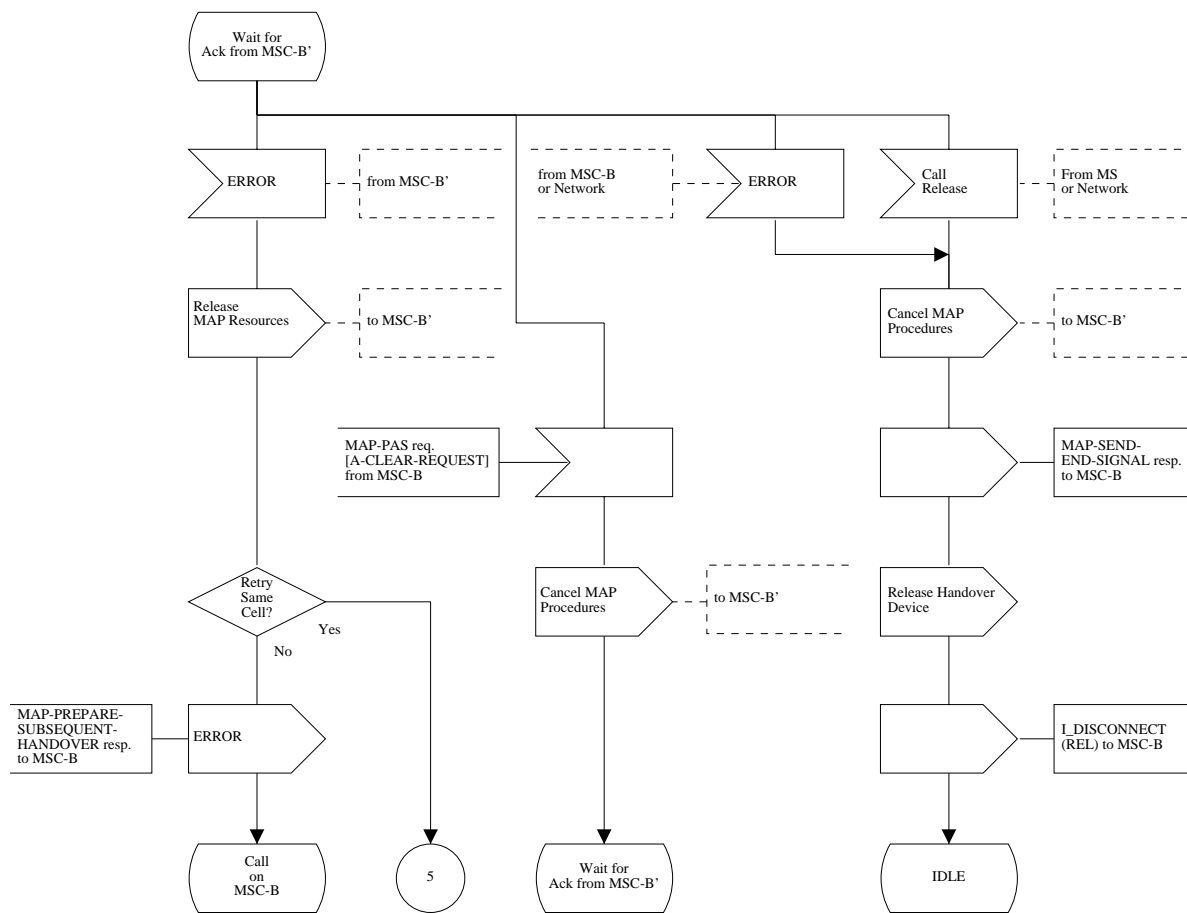 Wait for
Ack from MSC-B’
ERROR
from MSC-B’
from MSC-B
or Network
ERROR
Call
Release
From MS
or Network
Release
MAP Resources
to MSC-B’
Cancel MAP
Procedures
to MSC-B’
MAP-PAS req.
[A-CLEAR-REQUEST]
from MSC-B
MAP-SEND-
END-SIGNAL resp.
to MSC-B
Retry
Same
Cell?
Yes
No
Cancel MAP
Procedures
to MSC-B’
Release Handover
Device
MAP-PREPARE-
SUBSEQUENT-
HANDOVER resp.
to MSC-B
ERROR
I_DISCONNECT
(REL) to MSC-B
Call
on
MSC-B
5
Wait for
Ack from MSC-B’
IDLE